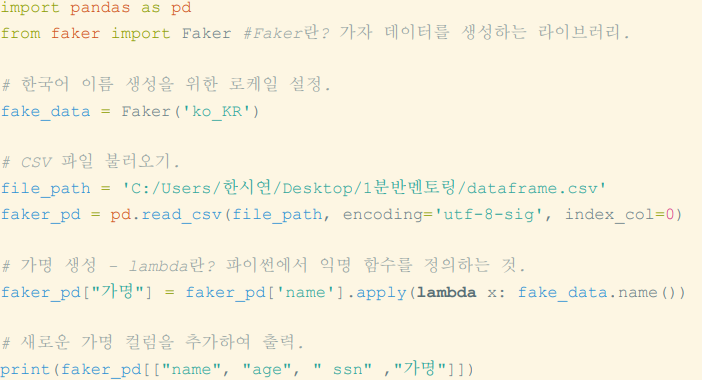 import pandas as pd
from faker import Faker #Faker란? 가자 데이터를 생성하는 라이브러리.
# 한국어 이름 생성을 위한 로케일 설정.
fake_data = Faker('ko_KR')
# CSV 파일 불러오기.
file_path = 'C:/Users/한시연/Desktop/1분반멘토링/dataframe.csv'
faker_pd = pd.read_csv(file_path, encoding='utf-8-sig', index_col=0)
# 가명 생성 - lambda란? 파이썬에서 익명 함수를 정의하는 것.
faker_pd["가명"] = faker_pd['name'].apply(lambda x: fake_data.name())
# 새로운 가명 컬럼을 추가하여 출력.
print(faker_pd[["name", "age", " ssn" ,"가명"]])